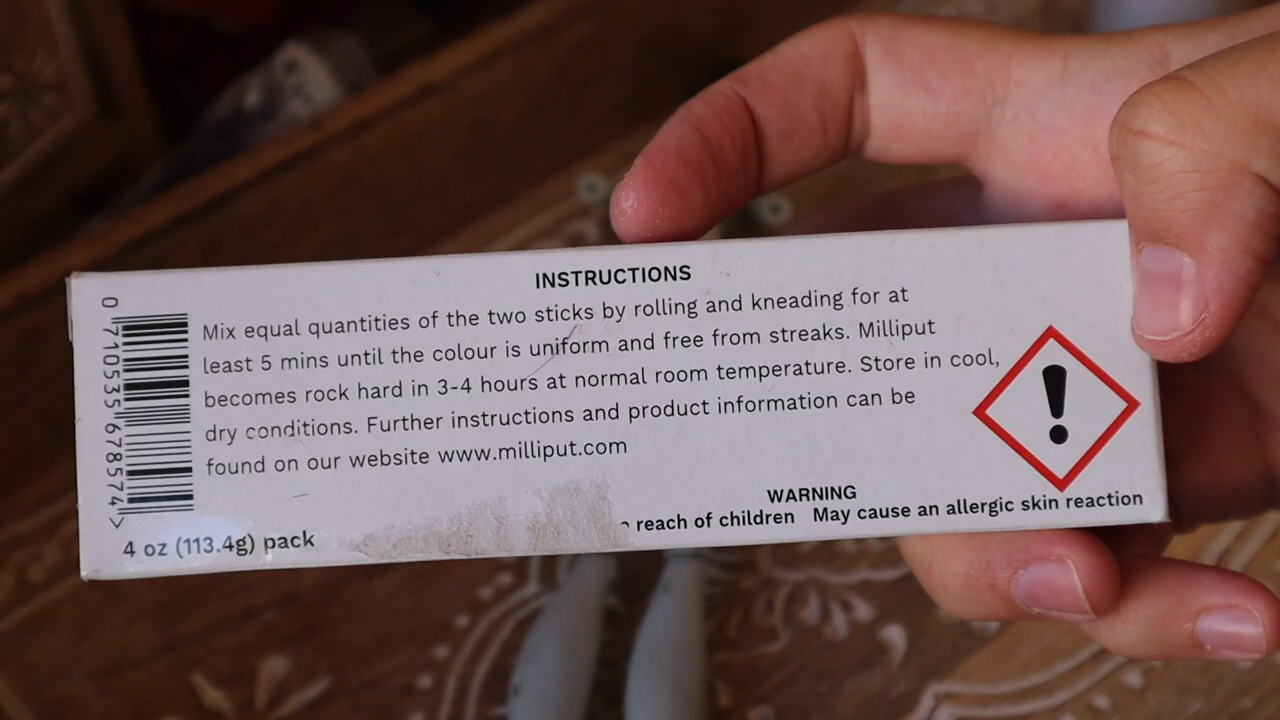 INSTRUCTIONS
Mix equal quantities of the two sticks by rolling and kneading for at
least 5 mins until the colour is uniform and free from streaks. Milliput
becomes rock hard in 3-4 hours at normal room temperature. Store in cool,
dry conditions. Further instructions and product information can be
found on our website www.milliput.com
WARNING
reach of children May cause an allergic skin reaction
4 oz (113.4g) pack
0 71053567857 4 >